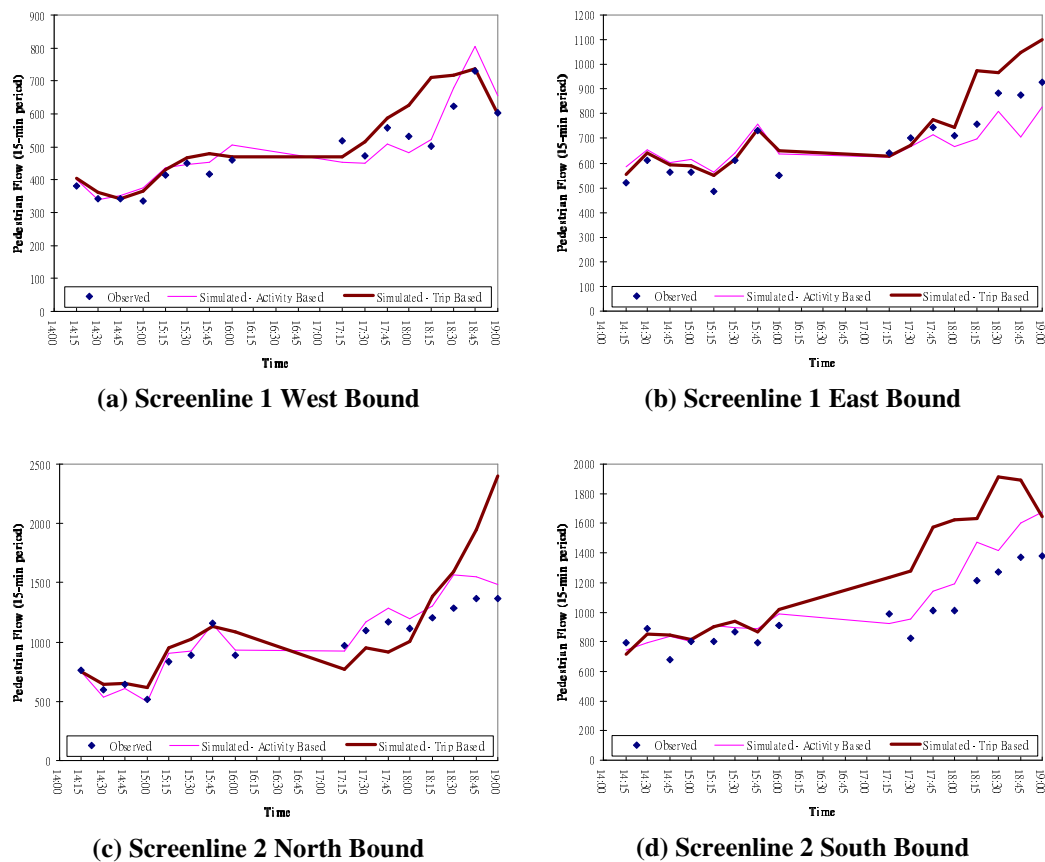 900
800
700
600
500
400
300
200
100
0
Pedestrian Flow (15-min period)
Observed Simulated - Activity Based Simulated - Trip Based
14:00 14:15 14:30 14:45 15:00 15:15 15:30 15:45 16:00 16:15 16:30 16:45 17:00 17:15 17:30 17:45 18:00 18:15 18:30 18:45 19:00
Time
(a) Screenline 1 West Bound
1200
1100
1000
900
800
700
600
500
400
300
200
100
0
Pedestrian Flow (15-min period)
Observed Simulated - Activity Based Simulated - Trip Based
14:00 14:15 14:30 14:45 15:00 15:15 15:30 15:45 16:00 16:15 16:30 16:45 17:00 17:15 17:30 17:45 18:00 18:15 18:30 18:45 19:00
Time
(b) Screenline 1 East Bound
2500
2000
1500
1000
500
0
Pedestrian Flow (15-min period)
Observed Simulated - Activity Based Simulated - Trip Based
14:00 14:15 14:30 14:45 15:00 15:15 15:30 15:45 16:00 16:15 16:30 16:45 17:00 17:15 17:30 17:45 18:00 18:15 18:30 18:45 19:00
Time
(c) Screenline 2 North Bound
2000
1800
1600
1400
1200
1000
800
600
400
200
0
Pedestrian Flow (15-min period)
Observed Simulated - Activity Based Simulated - Trip Based
14:00 14:15 14:30 14:45 15:00 15:15 15:30 15:45 16:00 16:15 16:30 16:45 17:00 17:15 17:30 17:45 18:00 18:15 18:30 18:45 19:00
Time
(d) Screenline 2 South Bound